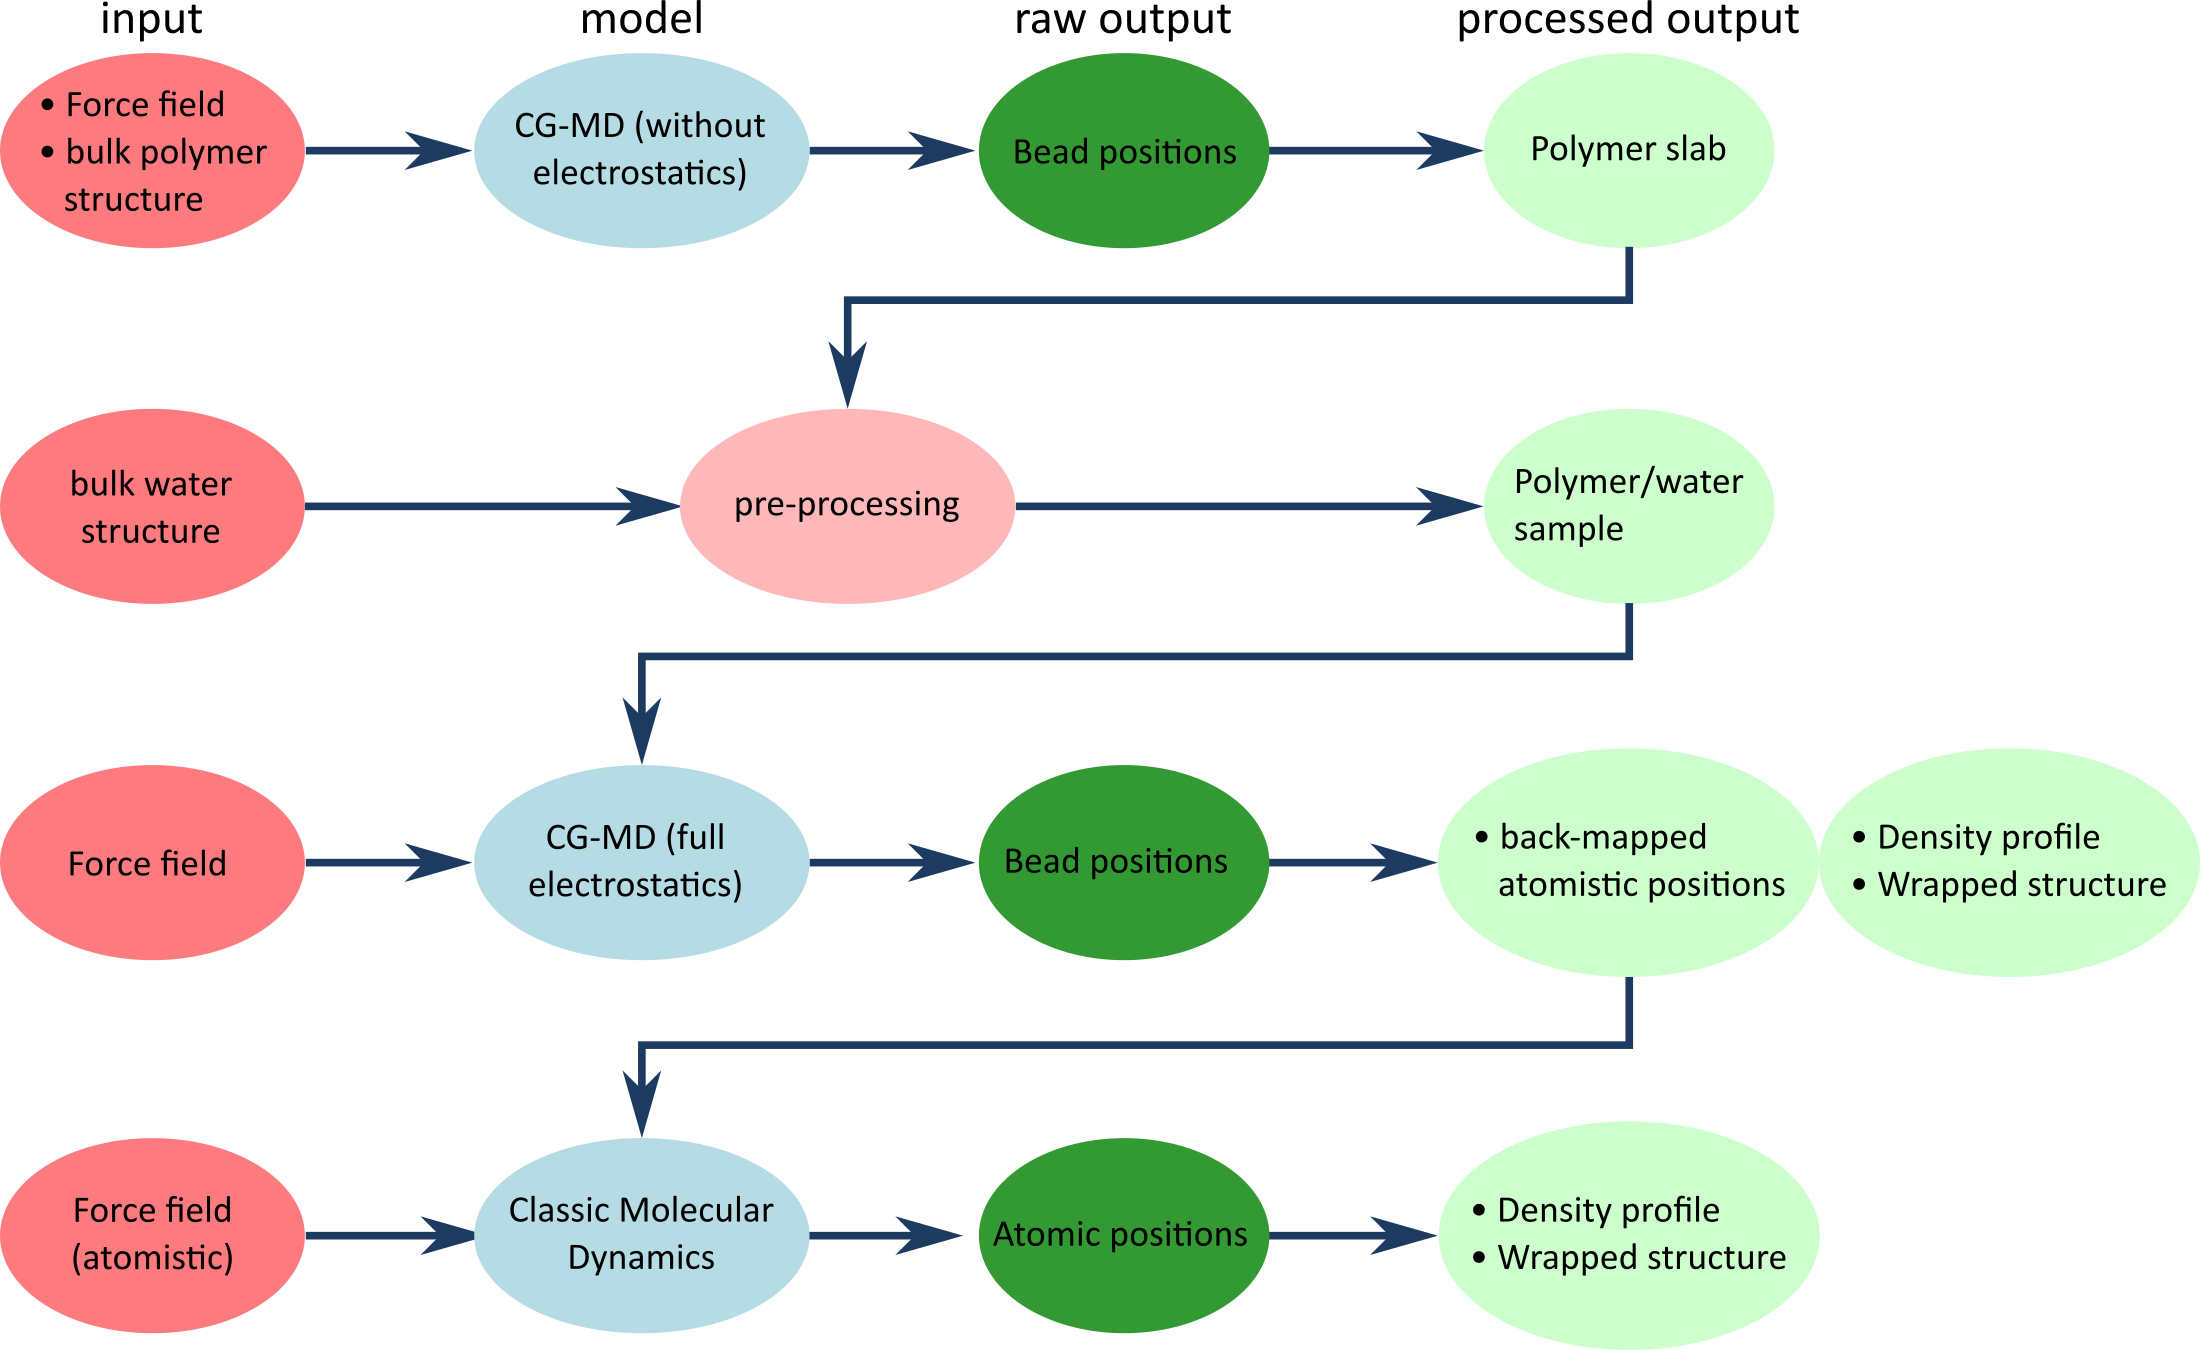 input
model
raw output
processed output
• Force field
• bulk polymer
structure
CG-MD (without
electrostatics)
Bead positions
Polymer slab
bulk water
structure
pre-processing
Polymer/water
sample
Force field
CG-MD (full
electrostatics)
Bead positions
• back-mapped
atomistic positions
• Density profile
• Wrapped structure
Force field
(atomistic)
Classic Molecular
Dynamics
Atomic positions
• Density profile
• Wrapped structure